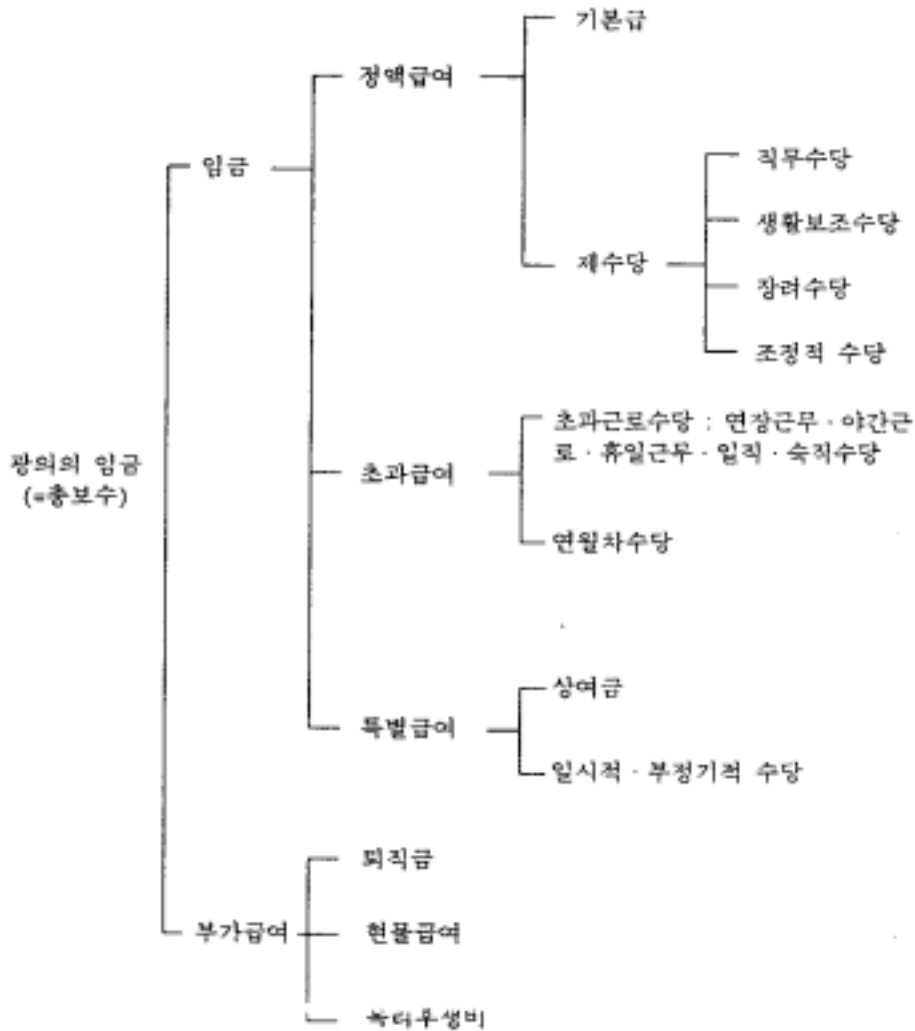 기본급
정액급여
직무수당
임금
생활보조수당
제수당
장려수당
조정적 수당
초과근로수당 : 연장근무 · 야간근
로 · 휴일근무 · 일직 · 숙직수당
광의의 임금
(=총보수)
초과급여
연월차수당
상여금
특별급여
일시적 · 부정기적 수당
퇴직금
부가급여
현물급여
복리후생비